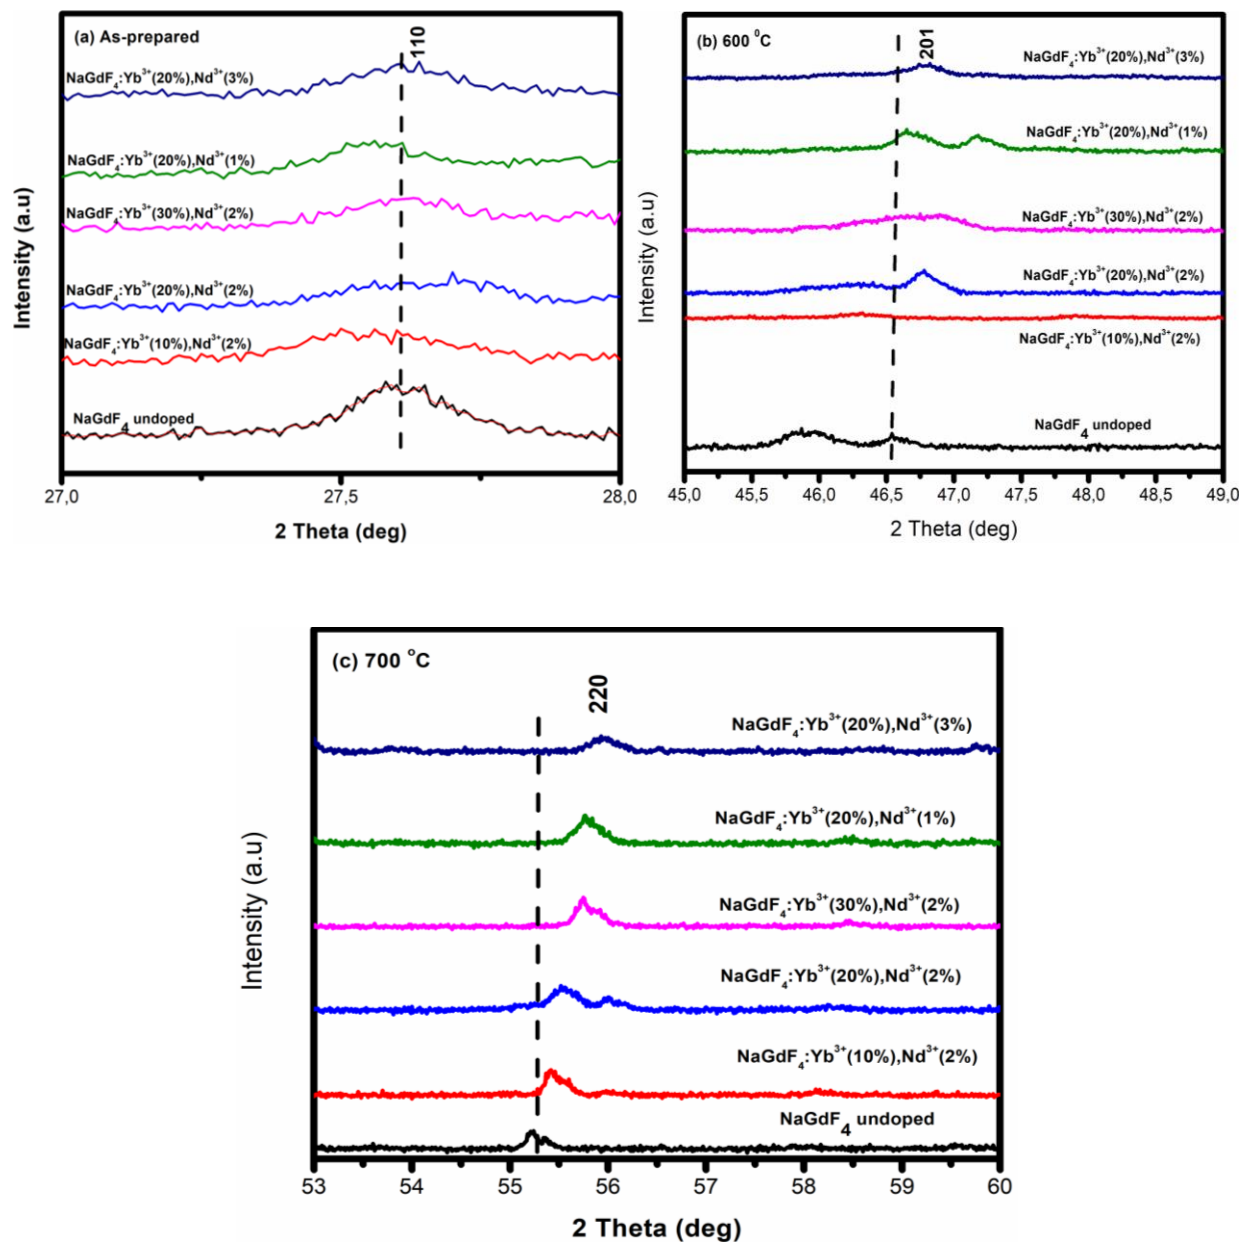 (a) As-prepared
110
NaGdF₄:Yb³⁺(20%),Nd³⁺(3%)
NaGdF₄:Yb³⁺(20%),Nd³⁺(1%)
NaGdF₄:Yb³⁺(30%),Nd³⁺(2%)
NaGdF₄:Yb³⁺(20%),Nd³⁺(2%)
NaGdF₄:Yb³⁺(10%),Nd³⁺(2%)
NaGdF₄ undoped
Intensity (a.u)
27,0 27,5 28,0
2 Theta (deg)
(b) 600 ⁰C
201
NaGdF₄:Yb³⁺(20%),Nd³⁺(3%)
NaGdF₄:Yb³⁺(20%),Nd³⁺(1%)
NaGdF₄:Yb³⁺(30%),Nd³⁺(2%)
NaGdF₄:Yb³⁺(20%),Nd³⁺(2%)
NaGdF₄:Yb³⁺(10%),Nd³⁺(2%)
NaGdF₄ undoped
Intensity (a.u)
45,0 45,5 46,0 46,5 47,0 47,5 48,0 48,5 49,0
2 Theta (deg)
(c) 700 ⁰C
220
NaGdF₄:Yb³⁺(20%),Nd³⁺(3%)
NaGdF₄:Yb³⁺(20%),Nd³⁺(1%)
NaGdF₄:Yb³⁺(30%),Nd³⁺(2%)
NaGdF₄:Yb³⁺(20%),Nd³⁺(2%)
NaGdF₄:Yb³⁺(10%),Nd³⁺(2%)
NaGdF₄ undoped
Intensity (a.u)
53 54 55 56 57 58 59 60
2 Theta (deg)